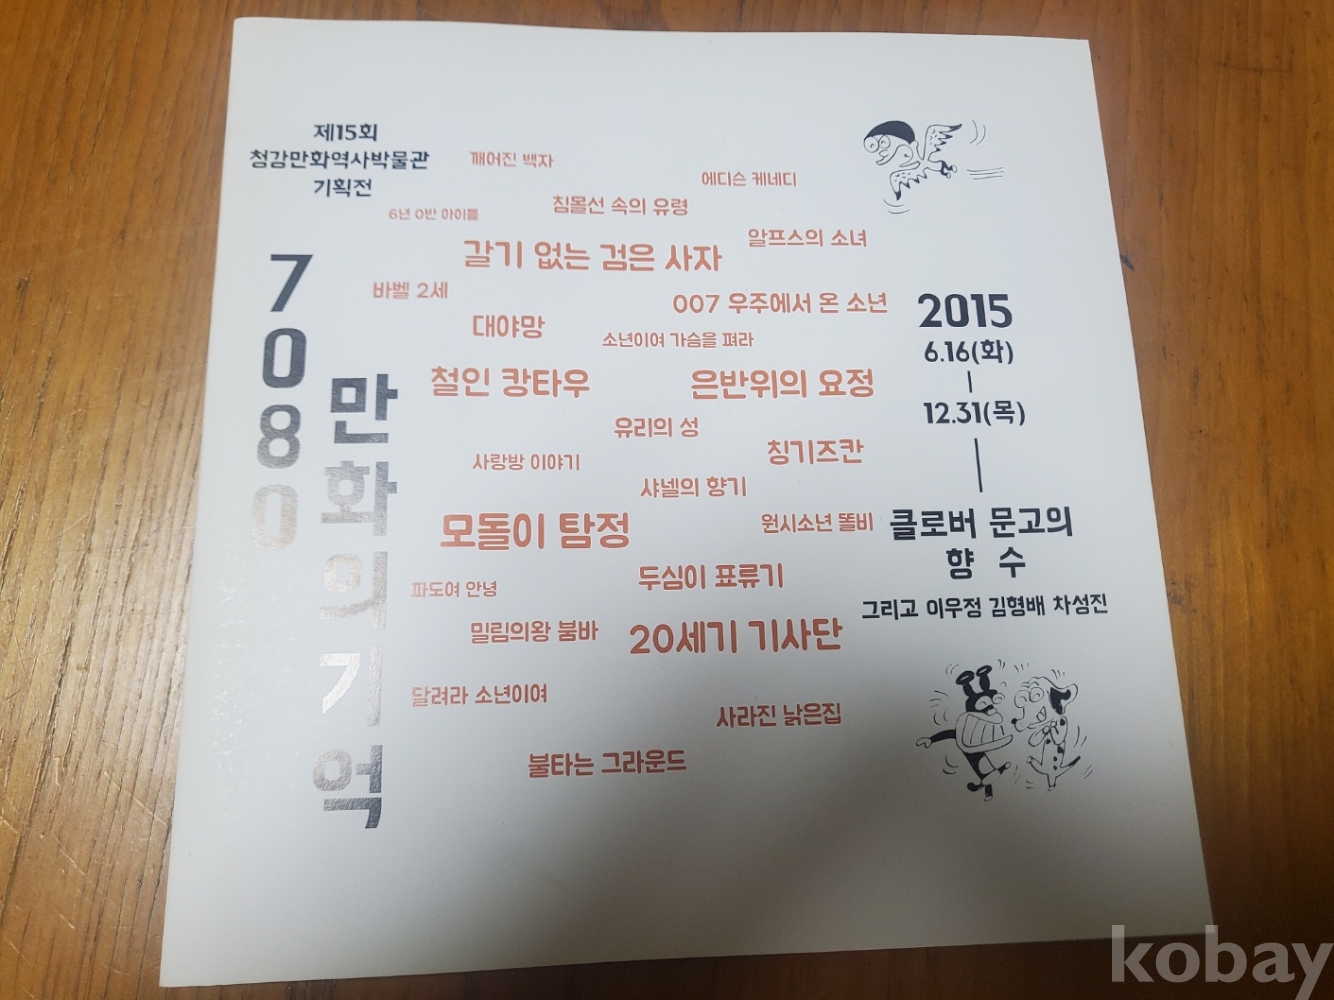 제15회
청강만화역사박물관
기획전
7080
만화의 기억
깨어진 백자
에디슨 케네디
6년 0반 아이들
침몰선 속의 유령
알프스의 소녀
갈기 없는 검은 사자
바벨 2세
007 우주에서 온 소년
대야망
소년이여 가슴을 펴라
철인 캉타우
은반위의 요정
유리의 성
사랑방 이야기
칭기즈칸
샤넬의 향기
모돌이 탐정
원시소년 똘비
파도여 안녕
두심이 표류기
밀림의왕 붐바
20세기 기사단
달려라 소년이여
사라진 낡은집
불타는 그라운드
2015
6.16(화)
12.31(목)
클로버 문고의
향 수
그리고 이우정 김형배 차성진
kobay